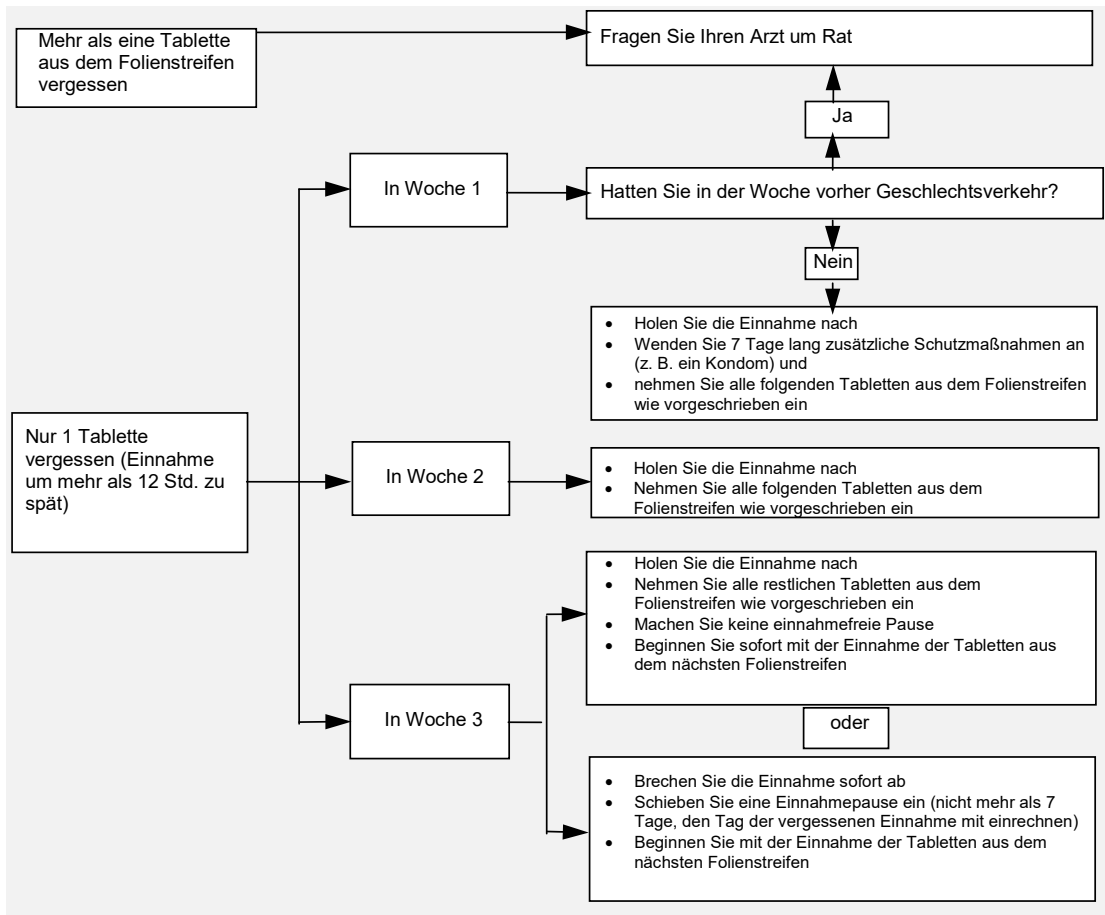 Mehr als eine Tablette
aus dem Folienstreifen
vergessen
Fragen Sie Ihren Arzt um Rat
Ja
In Woche 1
Hatten Sie in der Woche vorher Geschlechtsverkehr?
Nein
• Holen Sie die Einnahme nach
• Wenden Sie 7 Tage lang zusätzliche Schutzmaßnahmen an
(z. B. ein Kondom) und
• nehmen Sie alle folgenden Tabletten aus dem Folienstreifen
wie vorgeschrieben ein
Nur 1 Tablette
vergessen (Einnahme
um mehr als 12 Std. zu
spät)
In Woche 2
• Holen Sie die Einnahme nach
• Nehmen Sie alle folgenden Tabletten aus dem
Folienstreifen wie vorgeschrieben ein
In Woche 3
• Holen Sie die Einnahme nach
• Nehmen Sie alle restlichen Tabletten aus dem
Folienstreifen wie vorgeschrieben ein
• Machen Sie keine einnahmefreie Pause
• Beginnen Sie sofort mit der Einnahme der Tabletten aus
dem nächsten Folienstreifen
oder
• Brechen Sie die Einnahme sofort ab
• Schieben Sie eine Einnahmepause ein (nicht mehr als 7
Tage, den Tag der vergessenen Einnahme mit einrechnen)
• Beginnen Sie mit der Einnahme der Tabletten aus dem
nächsten Folienstreifen